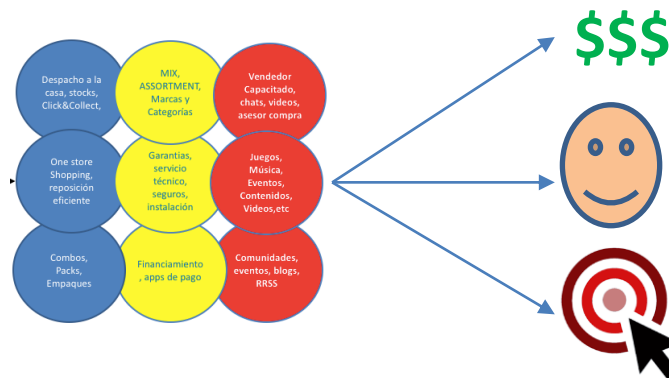 Despacho a la
casa, stocks,
Click&Collect,
MIX,
ASSORTMENT,
Marcas y
Categorías
Vendedor
Capacitado,
chats, videos,
asesor compra
$$$
One store
Shopping,
reposición
eficiente
Garantias,
servicio
técnico,
seguros,
instalación
Juegos,
Música,
Eventos,
Contenidos,
Videos,etc
Combos,
Packs,
Empaques
Financiamiento
, apps de pago
Comunidades,
eventos, blogs,
RRSS